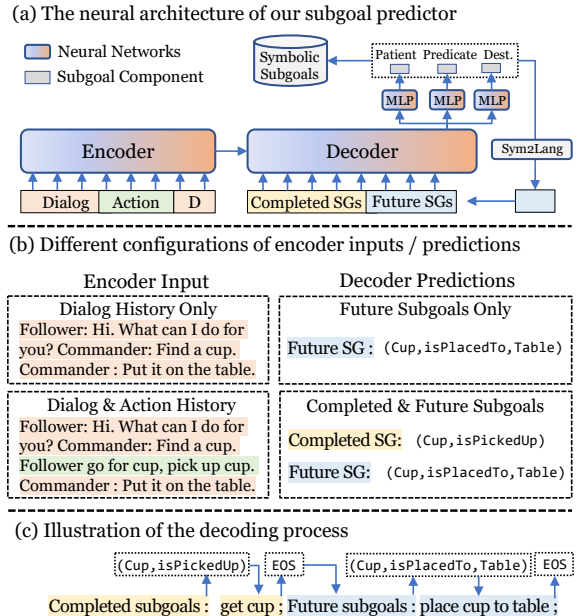 (a) The neural architecture of our subgoal predictor
Neural Networks
Subgoal Component
Symbolic
Subgoals
Patient Predicate Dest.
MLP MLP MLP
Encoder
Decoder
Sym2Lang
Dialog Action D
Completed SGs Future SGs
(b) Different configurations of encoder inputs / predictions
Encoder Input
Decoder Predictions
Dialog History Only
Follower: Hi. What can I do for
you? Commander: Find a cup.
Commander : Put it on the table.
Future Subgoals Only
Future SG : (Cup,isPlacedTo,Table)
Dialog & Action History
Follower: Hi. What can I do for
you? Commander: Find a cup.
Follower go for cup, pick up cup.
Commander : Put it on the table.
Completed & Future Subgoals
Completed SG: (Cup,isPickedUp)
Future SG: (Cup,isPlacedTo,Table)
(c) Illustration of the decoding process
(Cup,isPickedUp) EOS (Cup,isPlacedTo,Table) EOS
Completed subgoals : get cup ; Future subgoals : place cup to table ;